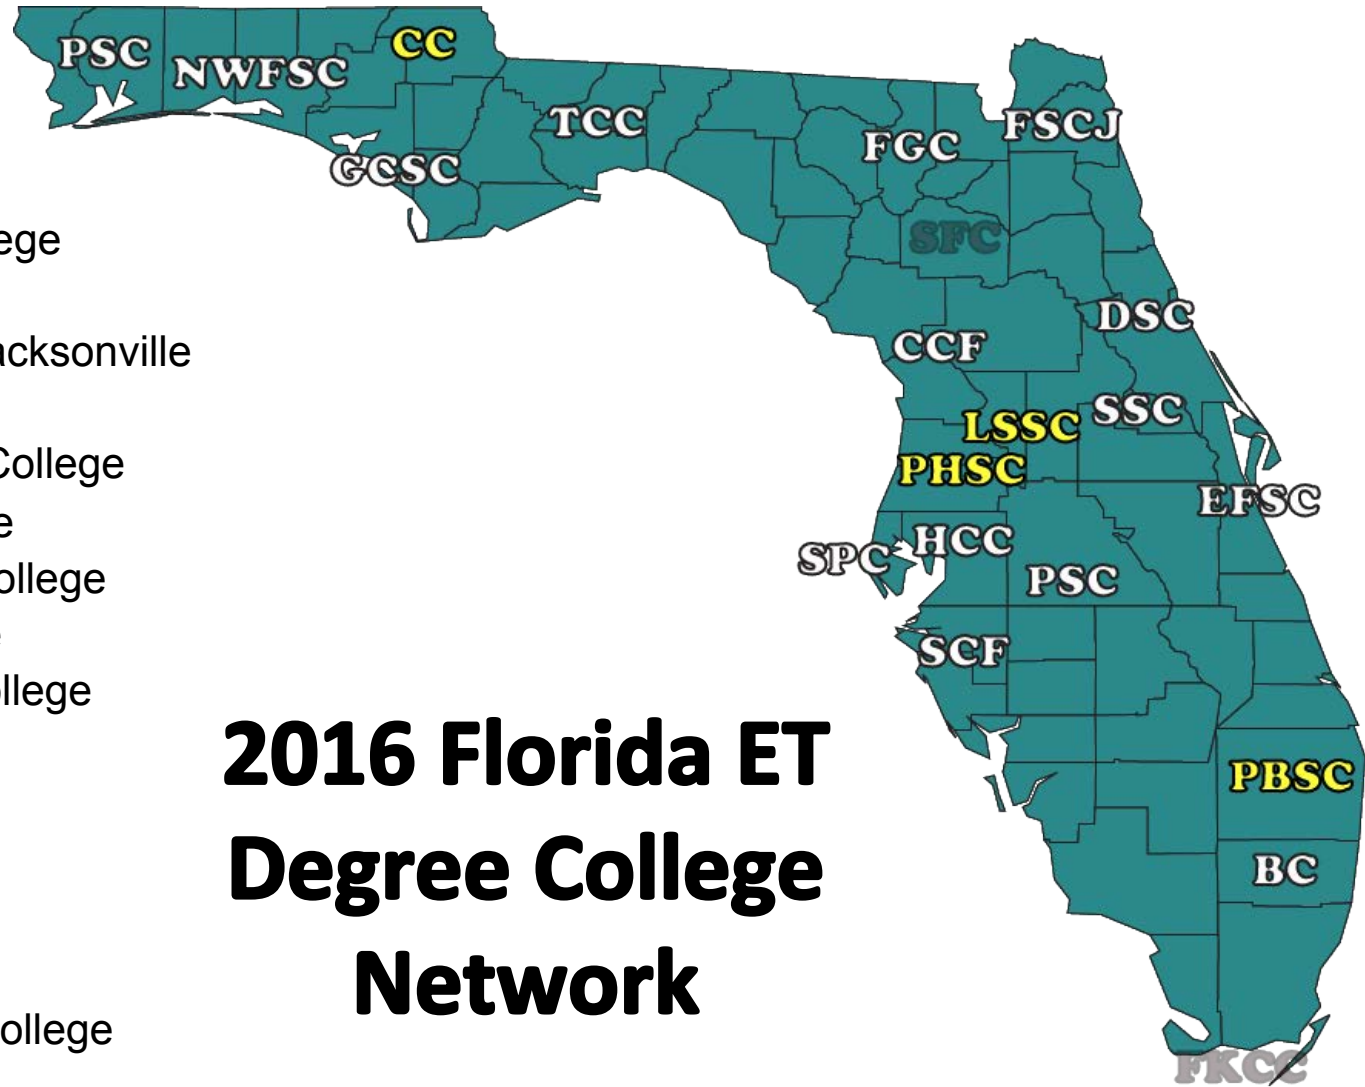 PSC
NWFSC
CC
GCSC
TCC
FGC
FSCJ
SFC
DSC
CCF
SSC
LSSC
PHSC
EFSC
HCC
SPC
PSC
SCF
PBSC
BC
FKCC
ege
cksonville
College
e
ollege
llege
ollege
2016 Florida ET
Degree College
Network